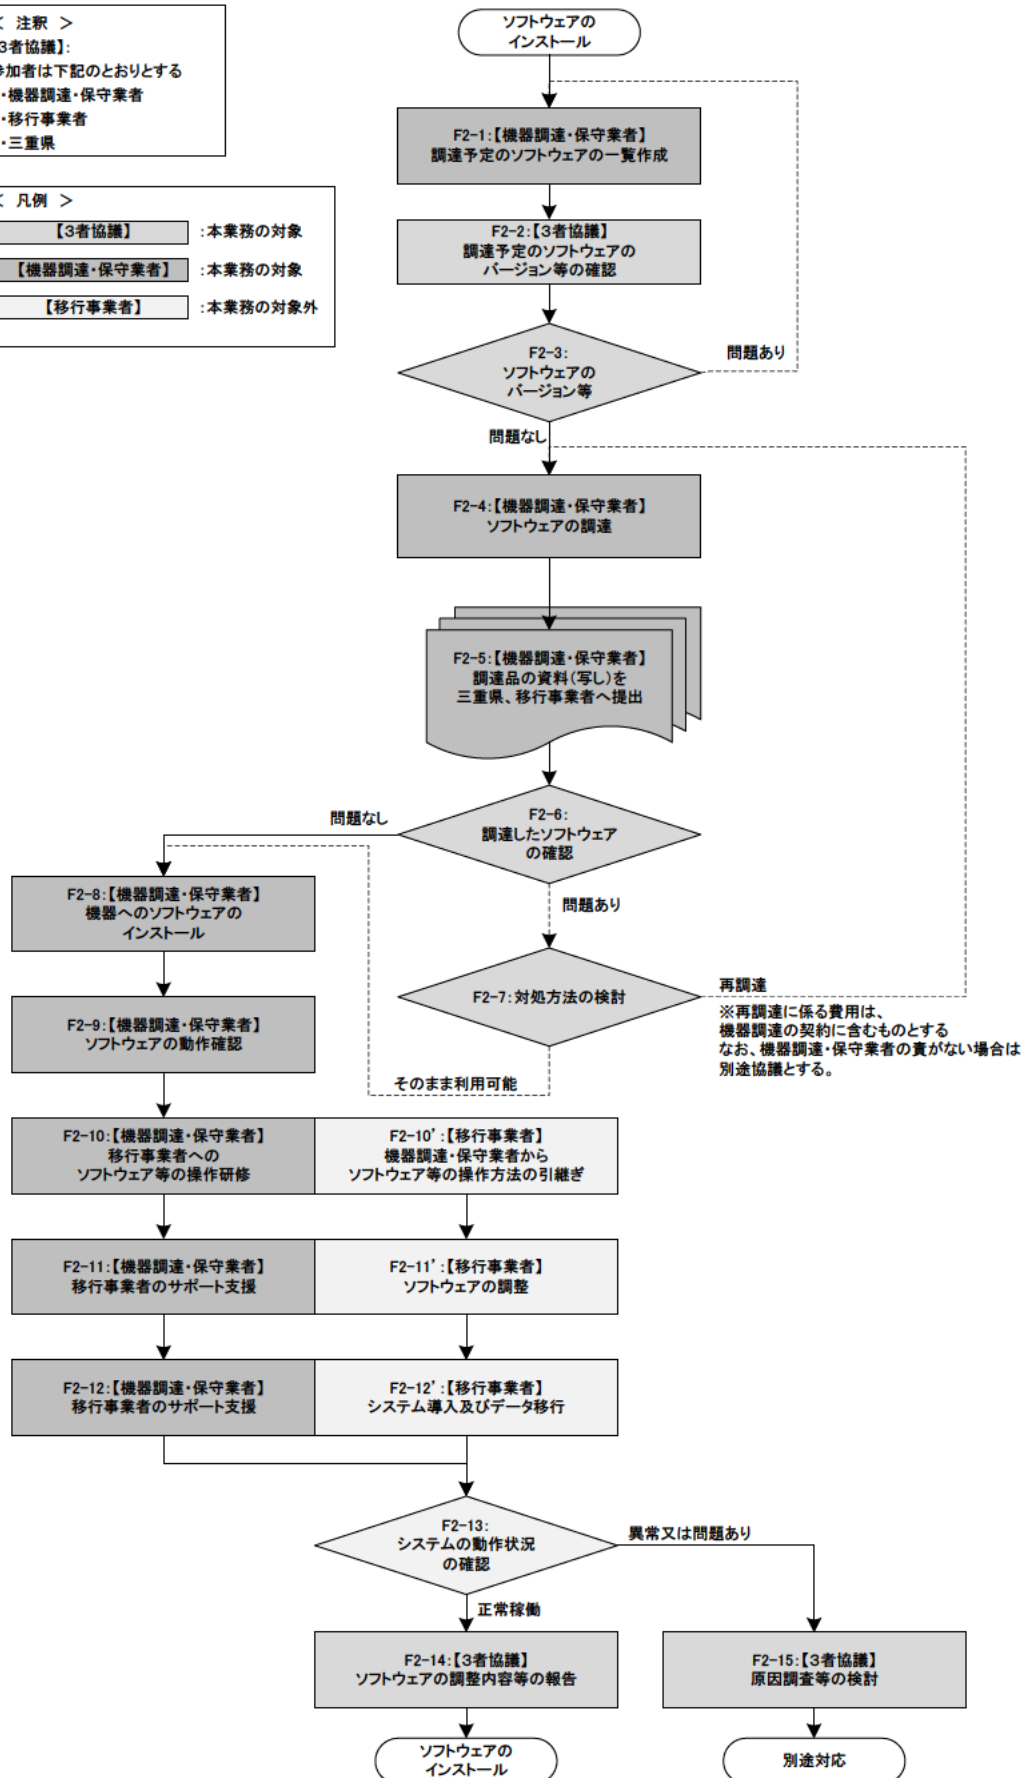 < 注釈 >
3者協議】:
参加者は下記のとおりとする
・機器調達・保守業者
・移行事業者
・三重県
< 凡例 >
【3者協議】
:本業務の対象
【機器調達・保守業者】
:本業務の対象
【移行事業者】
:本業務の対象外
ソフトウェアの
インストール
F2-1:【機器調達・保守業者】
調達予定のソフトウェアの一覧作成
F2-2:【3者協議】
調達予定のソフトウェアの
バージョン等の確認
F2-3:
ソフトウェアの
バージョン等
問題あり
問題なし
F2-4:【機器調達・保守業者】
ソフトウェアの調達
F2-5:【機器調達・保守業者】
調達品の資料(写し)を
三重県、移行事業者へ提出
F2-6:
調達したソフトウェア
の確認
問題なし
問題あり
F2-7:対処方法の検討
再調達
※再調達に係る費用は、
機器調達の契約に含むものとする
なお、機器調達・保守業者の責がない場合は
別途協議とする。
そのまま利用可能
F2-8:【機器調達・保守業者】
機器へのソフトウェアの
インストール
F2-9:【機器調達・保守業者】
ソフトウェアの動作確認
F2-10:【機器調達・保守業者】
移行事業者への
ソフトウェア等の操作研修
F2-10':【移行事業者】
機器調達・保守業者から
ソフトウェア等の操作方法の引継ぎ
F2-11:【機器調達・保守業者】
移行事業者のサポート支援
F2-11':【移行事業者】
ソフトウェアの調整
F2-12:【機器調達・保守業者】
移行事業者のサポート支援
F2-12':【移行事業者】
システム導入及びデータ移行
F2-13:
システムの動作状況
の確認
異常又は問題あり
正常稼働
F2-14:【3者協議】
ソフトウェアの調整内容等の報告
F2-15:【3者協議】
原因調査等の検討
ソフトウェアの
インストール
別途対応